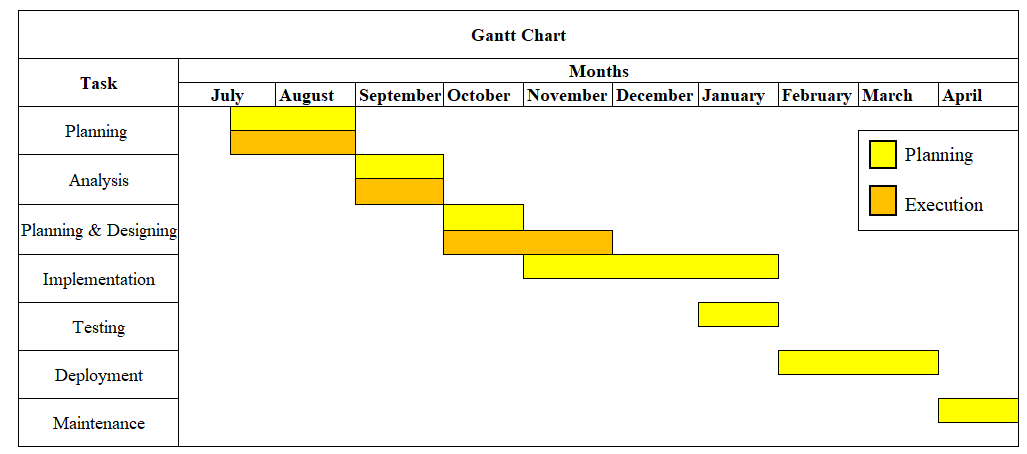 Gantt Chart
Task
Months
July August September October November December January February March April
Planning
Analysis
Planning & Designing
Implementation
Testing
Deployment
Maintenance
Planning
Execution